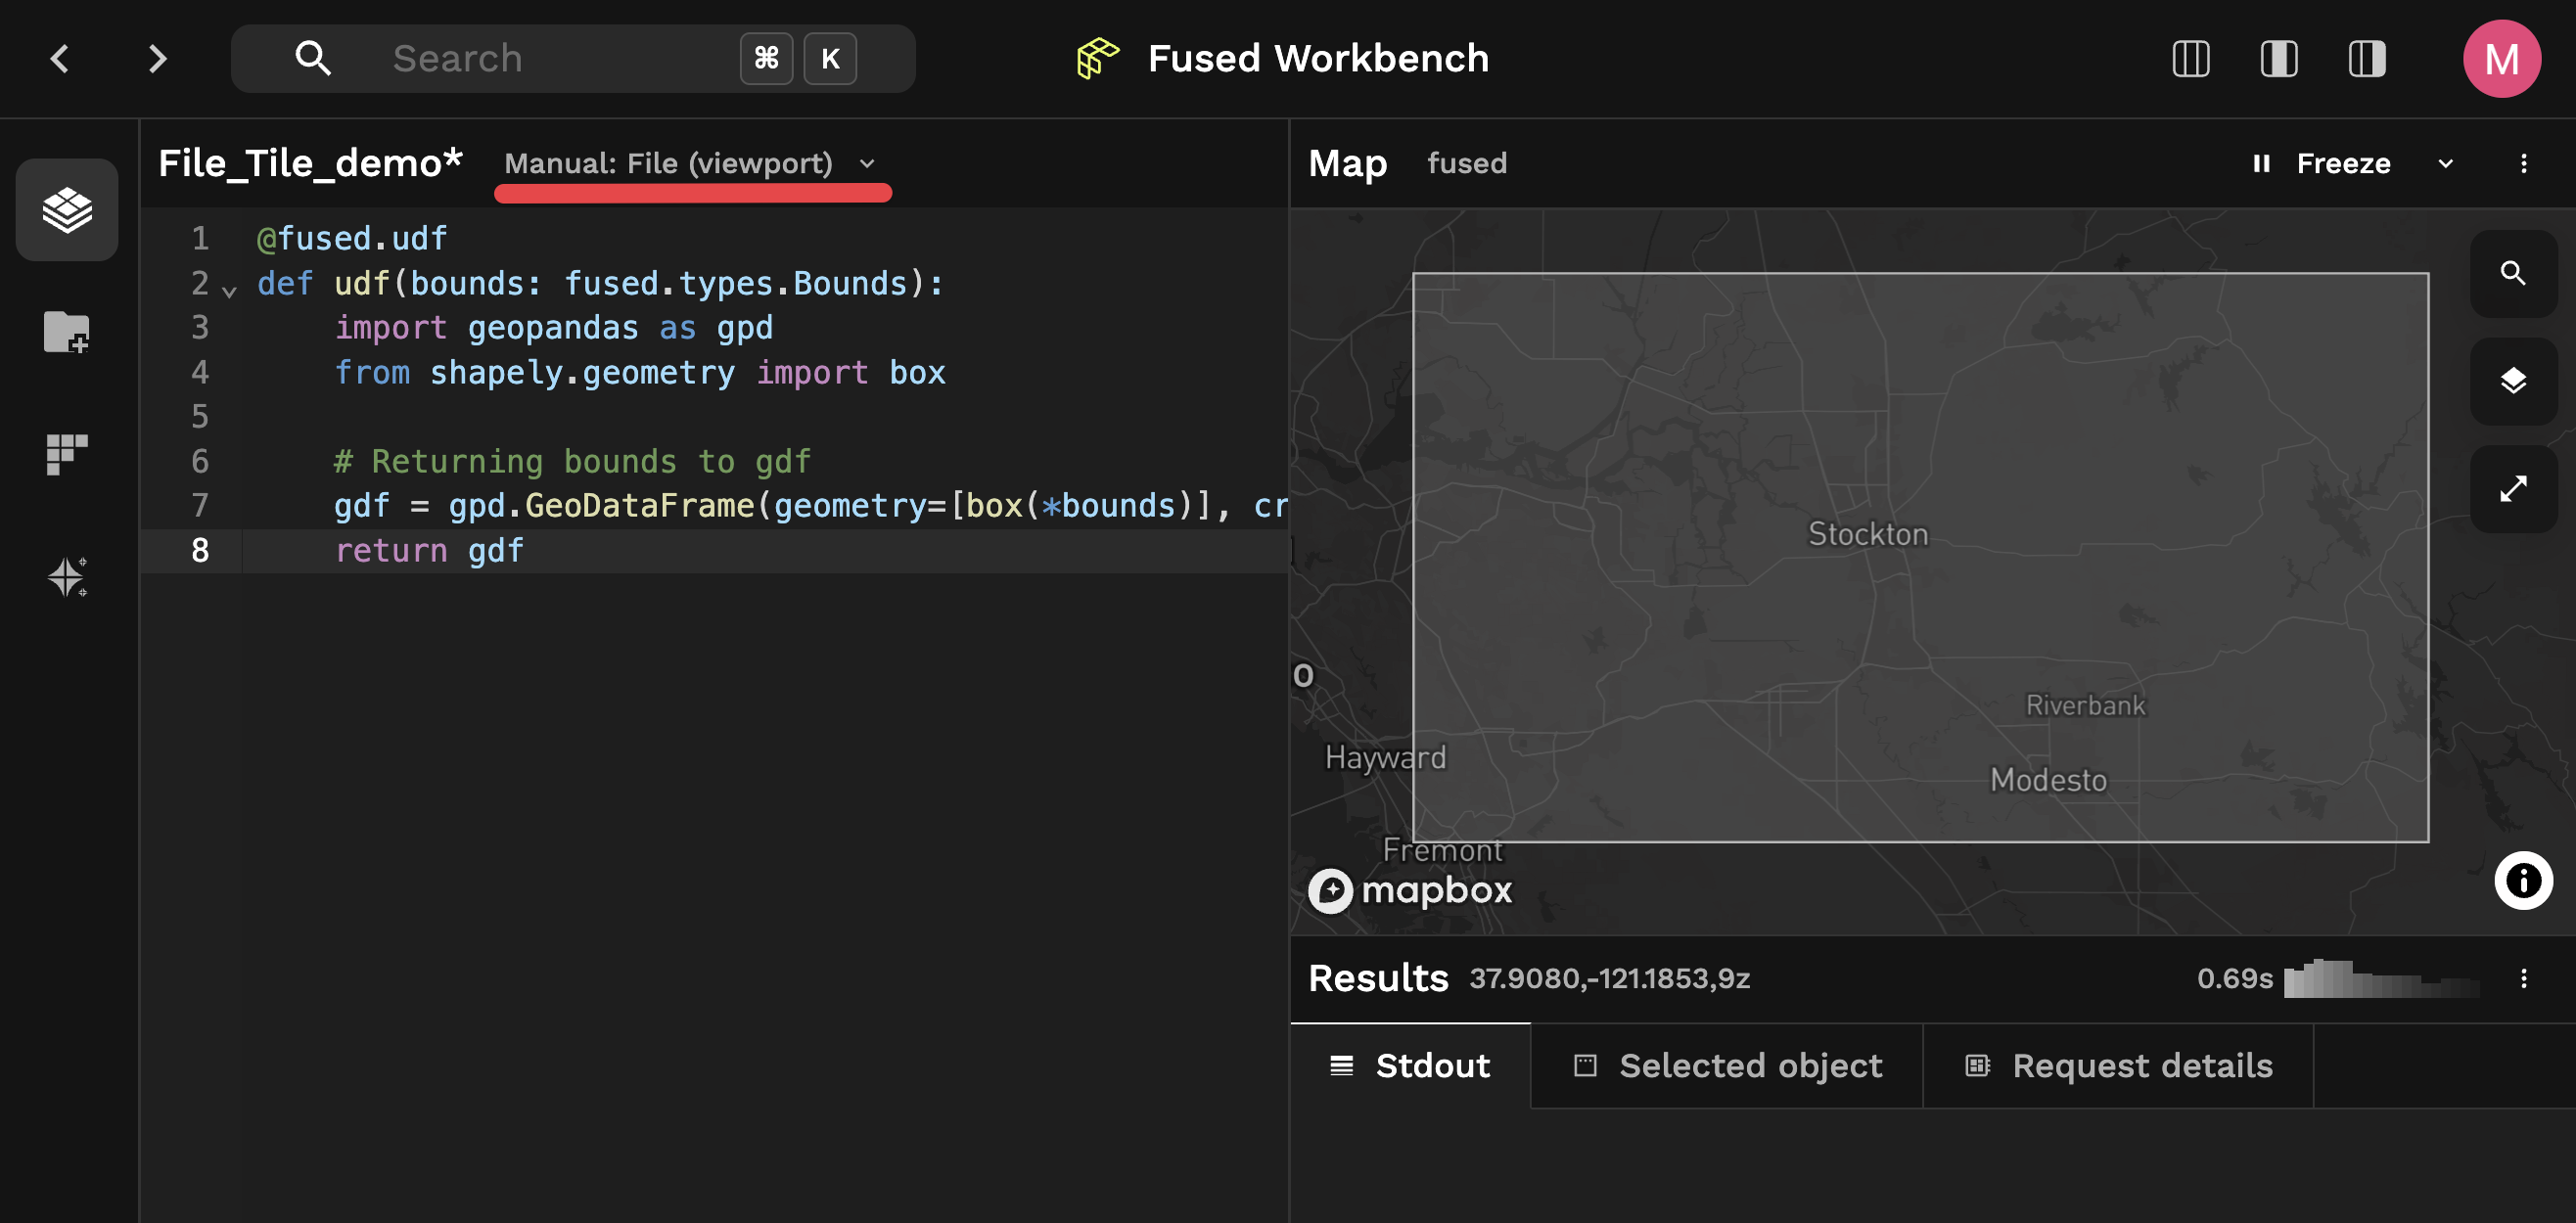 Search ⌘ K
Fused Workbench
M
File_Tile_demo* Manual: File (viewport)
1 @fused.udf
2 def udf(bounds: fused.types.Bounds):
3 import geopandas as gpd
4 from shapely.geometry import box
5
6 # Returning bounds to gdf
7 gdf = gpd.GeoDataFrame(geometry=[box(*bounds)], cr
8 return gdf
Map fused
Freeze
Stockton
o
Riverbank
Hayward
Modesto
Fremont
mapbox
Results 37.9080,-121.1853,9z
0.69s
Stdout
Selected object
Request details